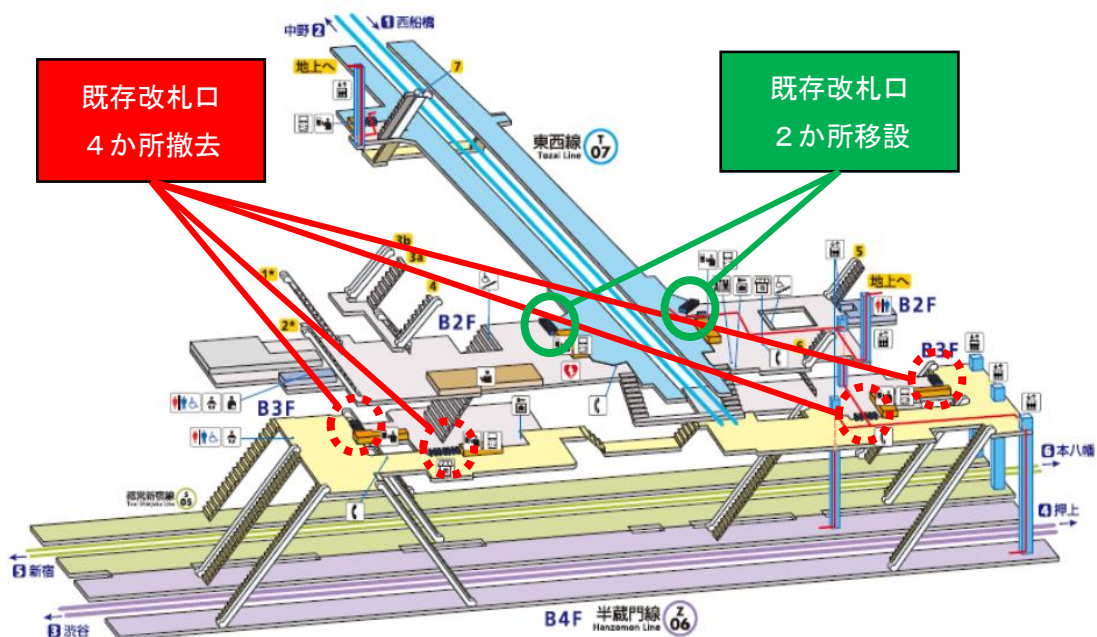 1 西船橋
中野 2
既存改札口
4か所撤去
地上へ
7
既存改札口
2か所移設
東西線
Tozai Line
T
07
3b
3a
1*
4
5
地上へ
B2F
B2F
2*
6
B3F
B3F
都営新宿線
Toei Shinjuku Line
S
05
6 本八幡
4 押上
5 新宿
3 渋谷
B4F
半蔵門線
Hanzomon Line
Z
06